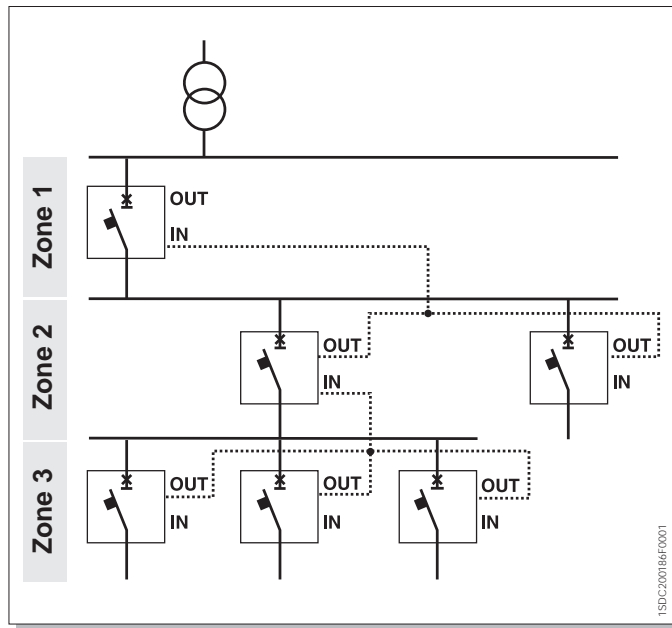 Zone 1
OUT
IN
Zone 2
OUT
IN
OUT
IN
Zone 3
OUT
IN
OUT
IN
OUT
IN
1SDC200186F0001